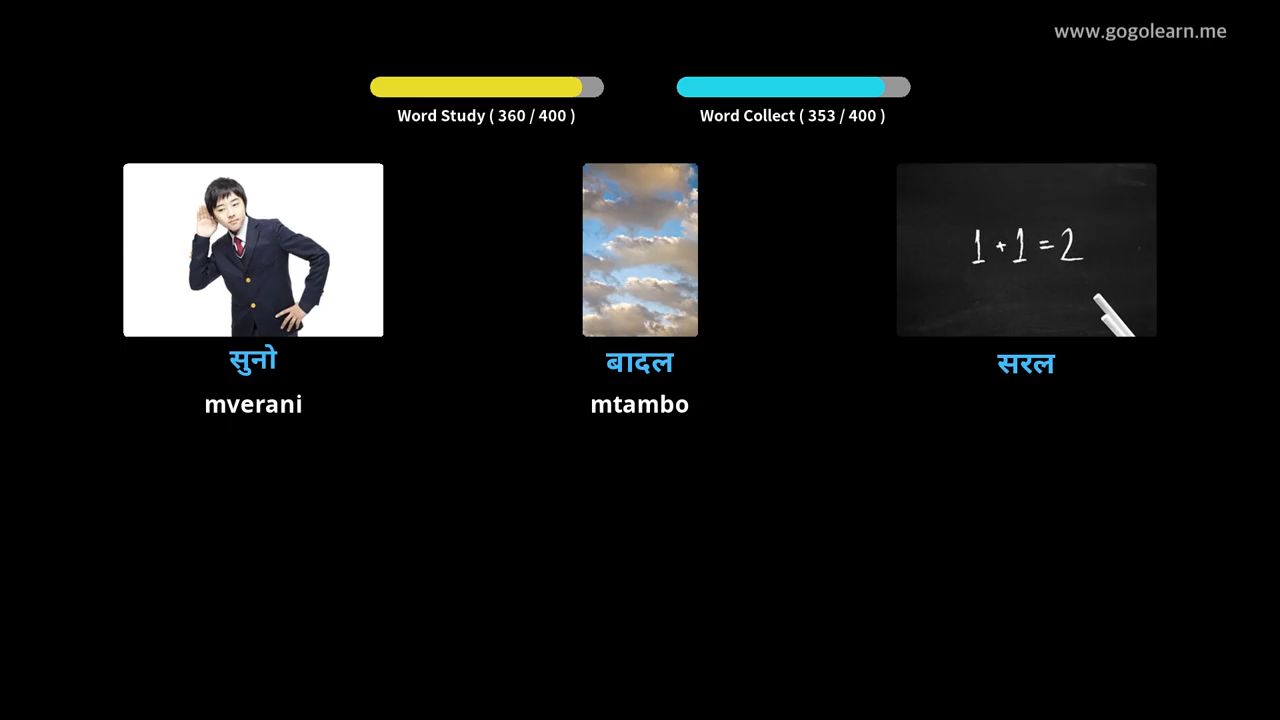 www.gogolearn.me
Word Study ( 360 / 400 )
Word Collect ( 353 / 400 )
1 + 1 = 2
सुनो
बादल
सरल
mverani
mtambo